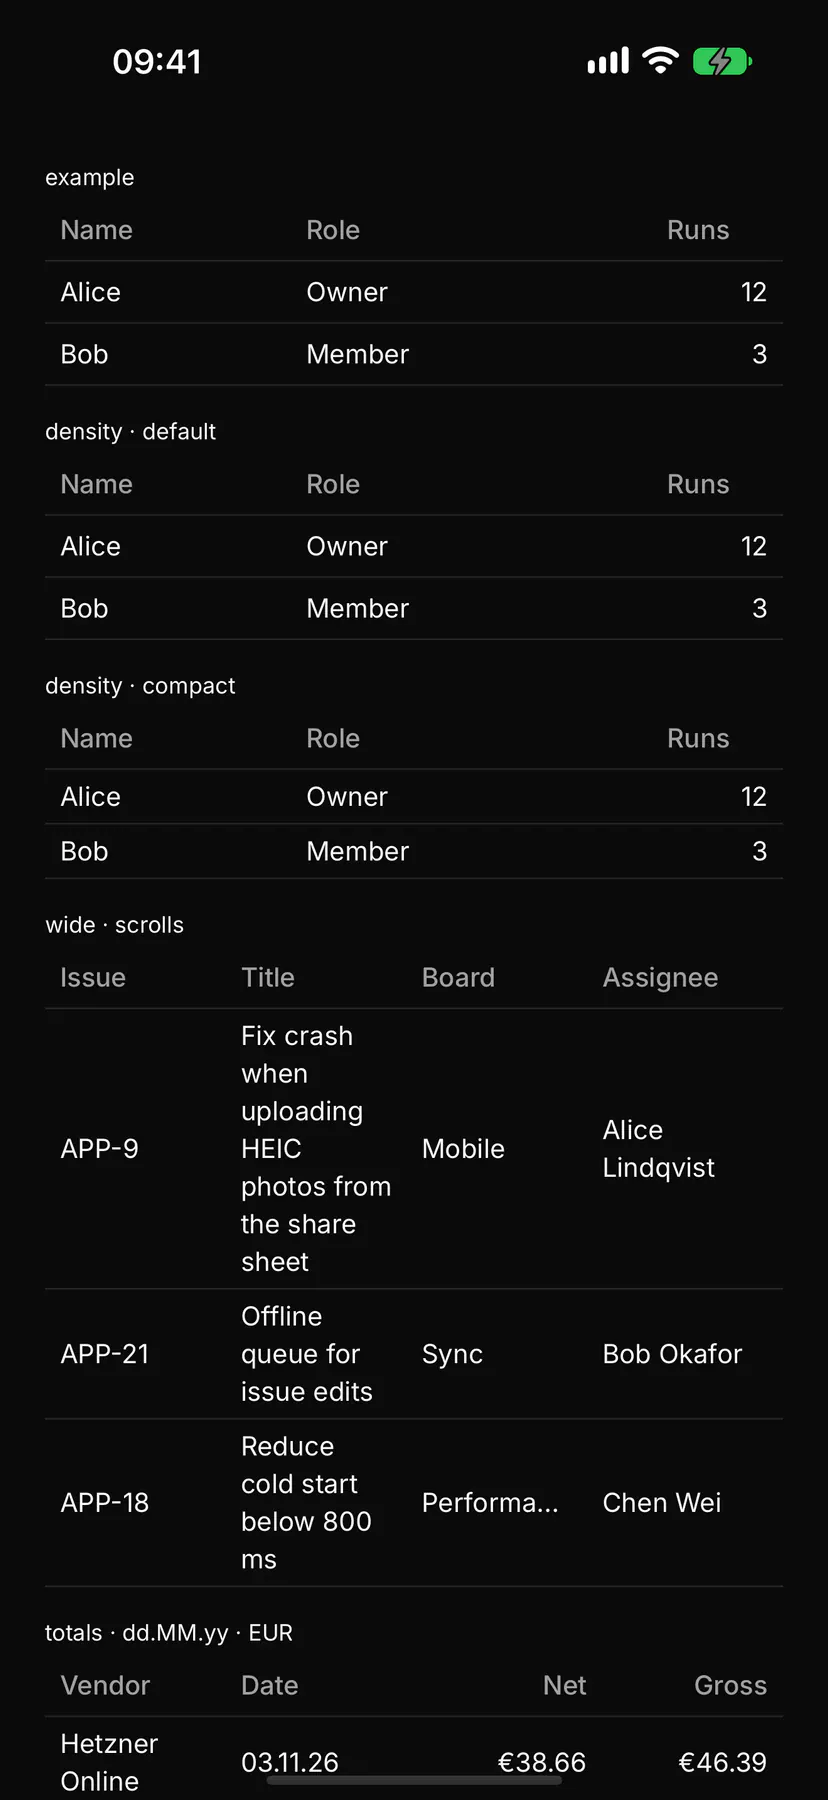 09:41
example
Name Role Runs
Alice Owner 12
Bob Member 3
density · default
Name Role Runs
Alice Owner 12
Bob Member 3
density · compact
Name Role Runs
Alice Owner 12
Bob Member 3
wide · scrolls
Issue Title Board Assignee
APP-9 Fix crash when uploading HEIC photos from the share sheet Mobile Alice Lindqvist
APP-21 Offline queue for issue edits Sync Bob Okafor
APP-18 Reduce cold start below 800 ms Performa... Chen Wei
totals · dd.MM.yy · EUR
Vendor Date Net Gross
Hetzner Online 03.11.26 €38.66 €46.39